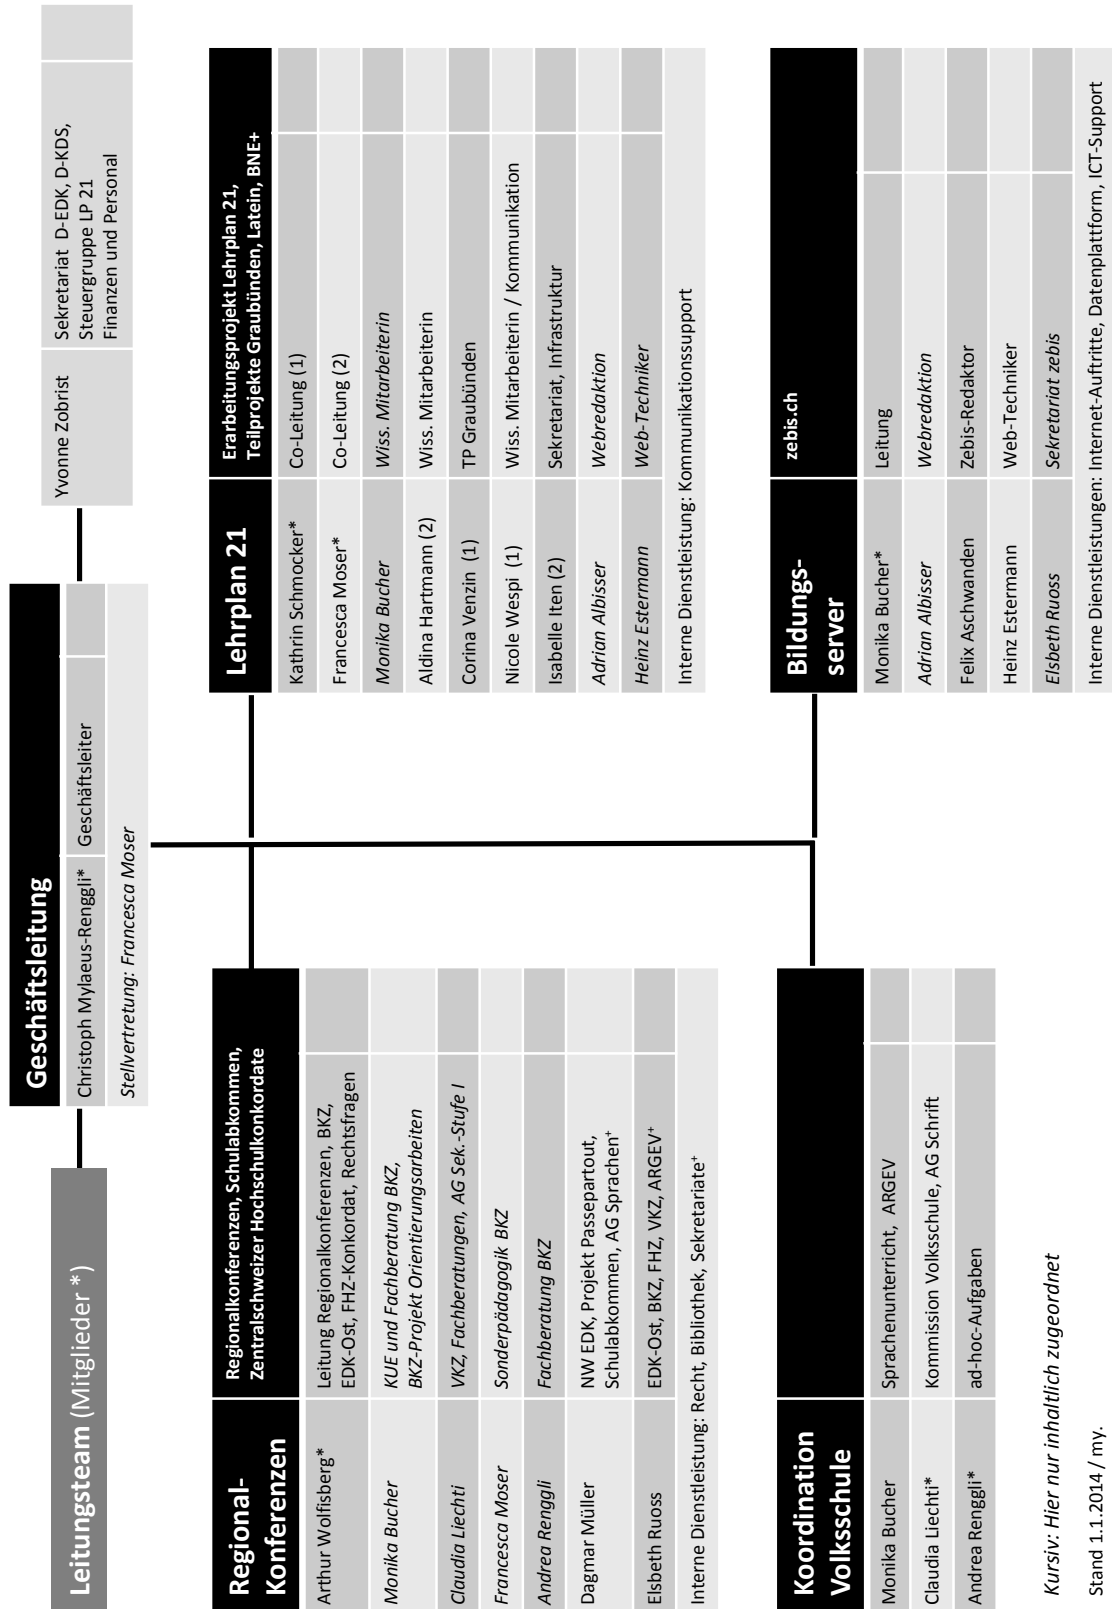 Leitungsteam (Mitglieder *)
Geschäftsleitung
Christoph Mylaeus-Renggli* Geschäftsleiter
Stellvertretung: Francesca Moser
Yvonne Zobrist
Sekretariat D-EDK, D-KDS,
Steuergruppe LP 21
Finanzen und Personal
Regional-
Konferenzen
Regionalkonferenzen, Schulabkommen,
Zentralschweizer Hochschulkonkordate
Arthur Wolfisberg*
Leitung Regionalkonferenzen, BKZ,
EDK-Ost, FHZ-Konkordat, Rechtsfragen
Monika Bucher
KUE und Fachberatung BKZ,
BKZ-Projekt Orientierungsarbeiten
Claudia Liechti VKZ, Fachberatungen, AG Sek.-Stufe I
Francesca Moser Sonderpädagogik BKZ
Andrea Renggli Fachberatung BKZ
Dagmar Müller
NW EDK, Projekt Passepartout,
Schulabkommen, AG Sprachen⁺
Elsbeth Ruoss EDK-Ost, BKZ, FHZ, VKZ, ARGEV⁺
Interne Dienstleistung: Recht, Bibliothek, Sekretariate⁺
Lehrplan 21
Erarbeitungsprojekt Lehrplan 21,
Teilprojekte Graubünden, Latein, BNE+
Kathrin Schmocker* Co-Leitung (1)
Francesca Moser* Co-Leitung (2)
Monika Bucher Wiss. Mitarbeiterin
Aldina Hartmann (2) Wiss. Mitarbeiterin
Corina Venzin (1) TP Graubünden
Nicole Wespi (1) Wiss. Mitarbeiterin / Kommunikation
Isabelle Iten (2) Sekretariat, Infrastruktur
Adrian Albisser Webredaktion
Heinz Estermann Web-Techniker
Interne Dienstleistung: Kommunikationssupport
Koordination
Volksschule
Monika Bucher Sprachenunterricht, ARGEV
Claudia Liechti* Kommission Volksschule, AG Schrift
Andrea Renggli* ad-hoc-Aufgaben
Bildungs-
server
zebis.ch
Monika Bucher* Leitung
Adrian Albisser Webredaktion
Felix Aschwanden Zebis-Redaktor
Heinz Estermann Web-Techniker
Elsbeth Ruoss Sekretariat zebis
Interne Dienstleistungen: Internet-Auftritte, Datenplattform, ICT-Support
Kursiv: Hier nur inhaltlich zugeordnet
Stand 1.1.2014 / my.